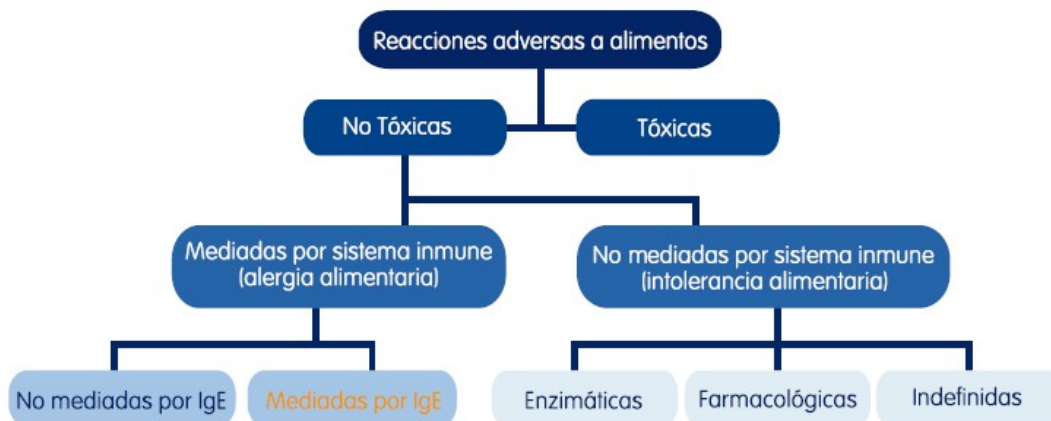 Reacciones adversas a alimentos
No Tóxicas
Tóxicas
Mediadas por sistema inmune
(alergia alimentaria)
No mediadas por sistema inmune
(intolerancia alimentaria)
No mediadas por IgE
Mediadas por IgE
Enzimáticas
Farmacológicas
Indefinidas